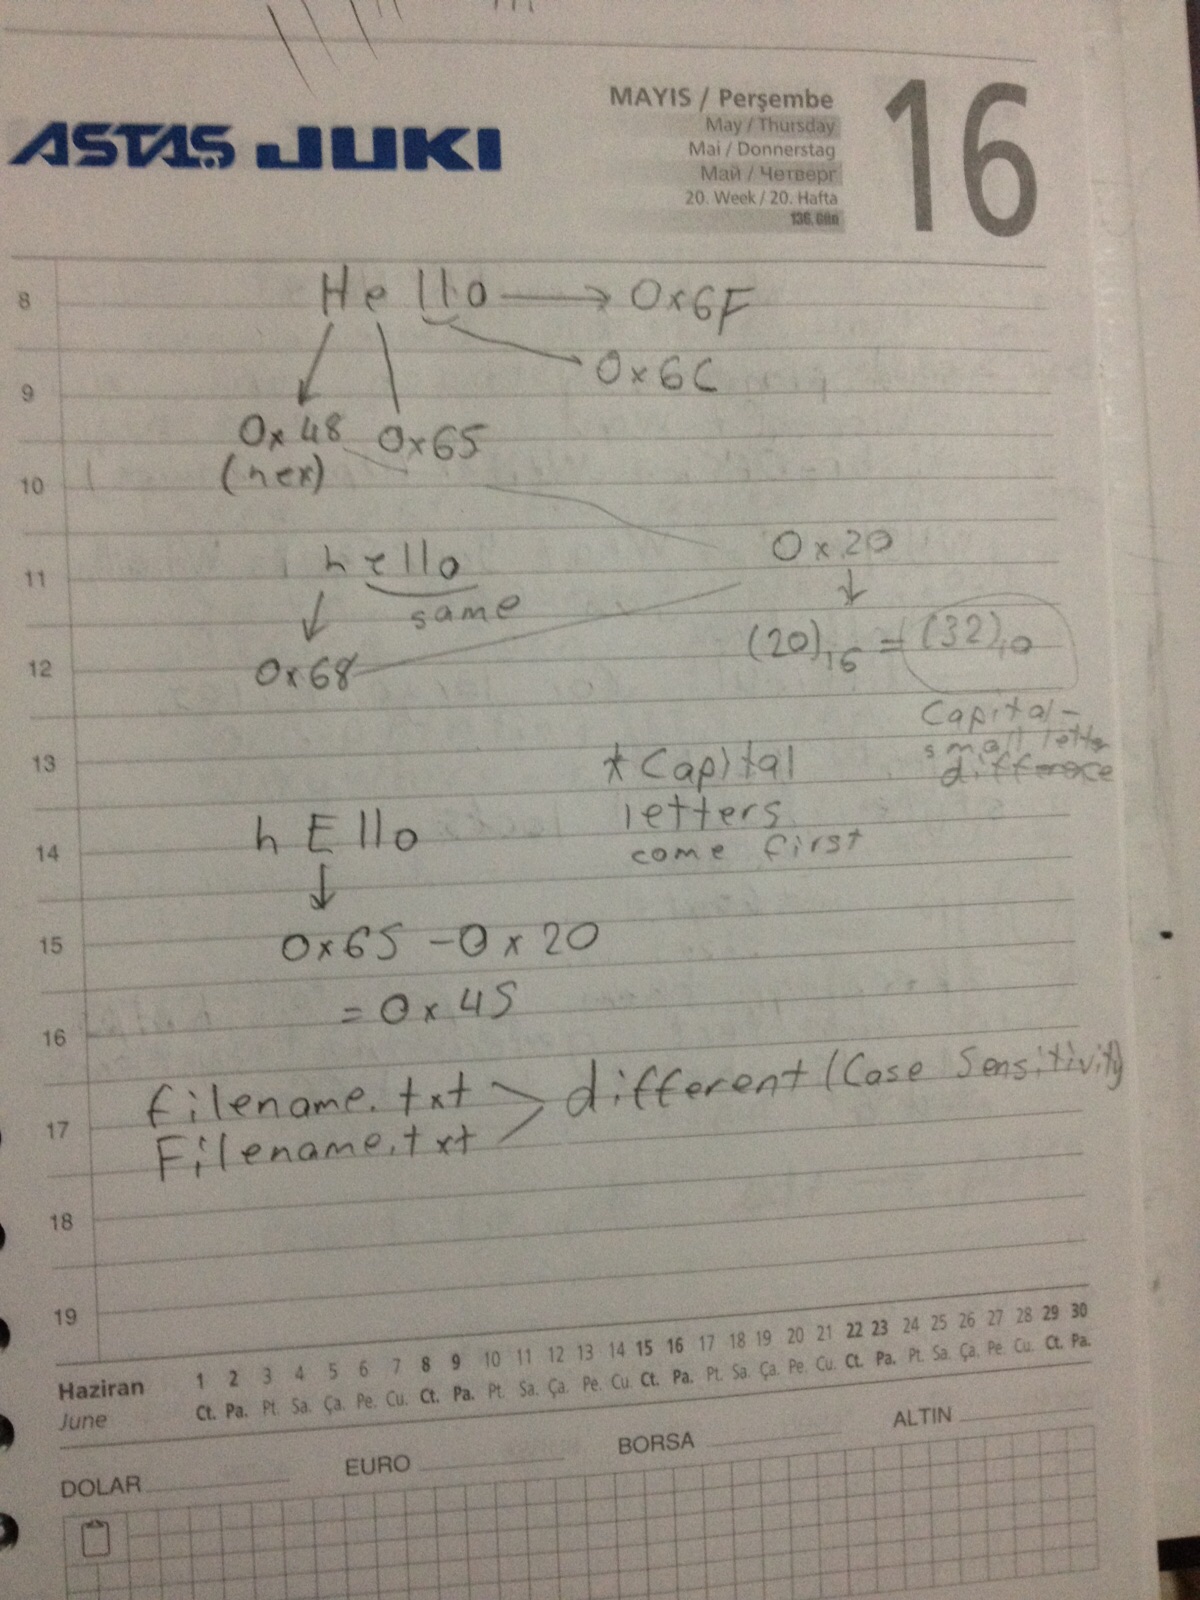 ASTAŞ JUKI
MAYIS / Perşembe
May / Thursday
Mai / Donnerstag
Май / Четверг
20. Week / 20. Hafta
136. Gün
16
8
Hello → 0x6F
0x6C
9
0x48 0x65
(hex)
10
0x20
11
hello
same
(20)16 = (32)10
12
0x68
Capital-
small letter
difference
13
* Capital
letters
come first
14
hEllo
15
0x65 - 0x20
= 0x45
16
filename.txt
different (Case Sensitivity)
17
Filename.txt
18
19
Haziran 1 2 3 4 5 6 7 8 9 10 11 12 13 14 15 16 17 18 19 20 21 22 23 24 25 26 27 28 29 30
June Ct. Pa. Pt. Sa. Ça. Pe. Cu. Ct. Pa. Pt. Sa. Ça. Pe. Cu. Ct. Pa. Pt. Sa. Ça. Pe. Cu. Ct. Pa. Pt. Sa. Ça. Pe. Cu. Ct. Pa.
DOLAR EURO BORSA ALTIN